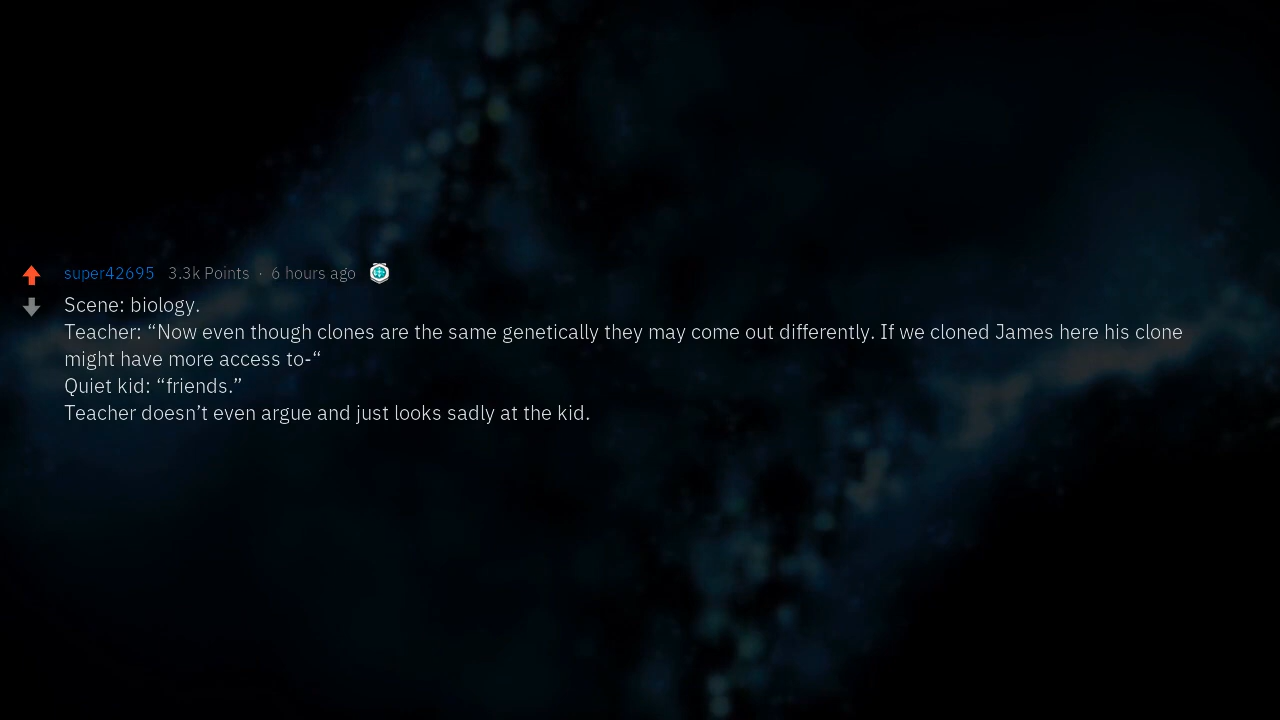 super42695 3.3k Points · 6 hours ago
Scene: biology.
Teacher: “Now even though clones are the same genetically they may come out differently. If we cloned James here his clone
might have more access to-“
Quiet kid: “friends.”
Teacher doesn’t even argue and just looks sadly at the kid.